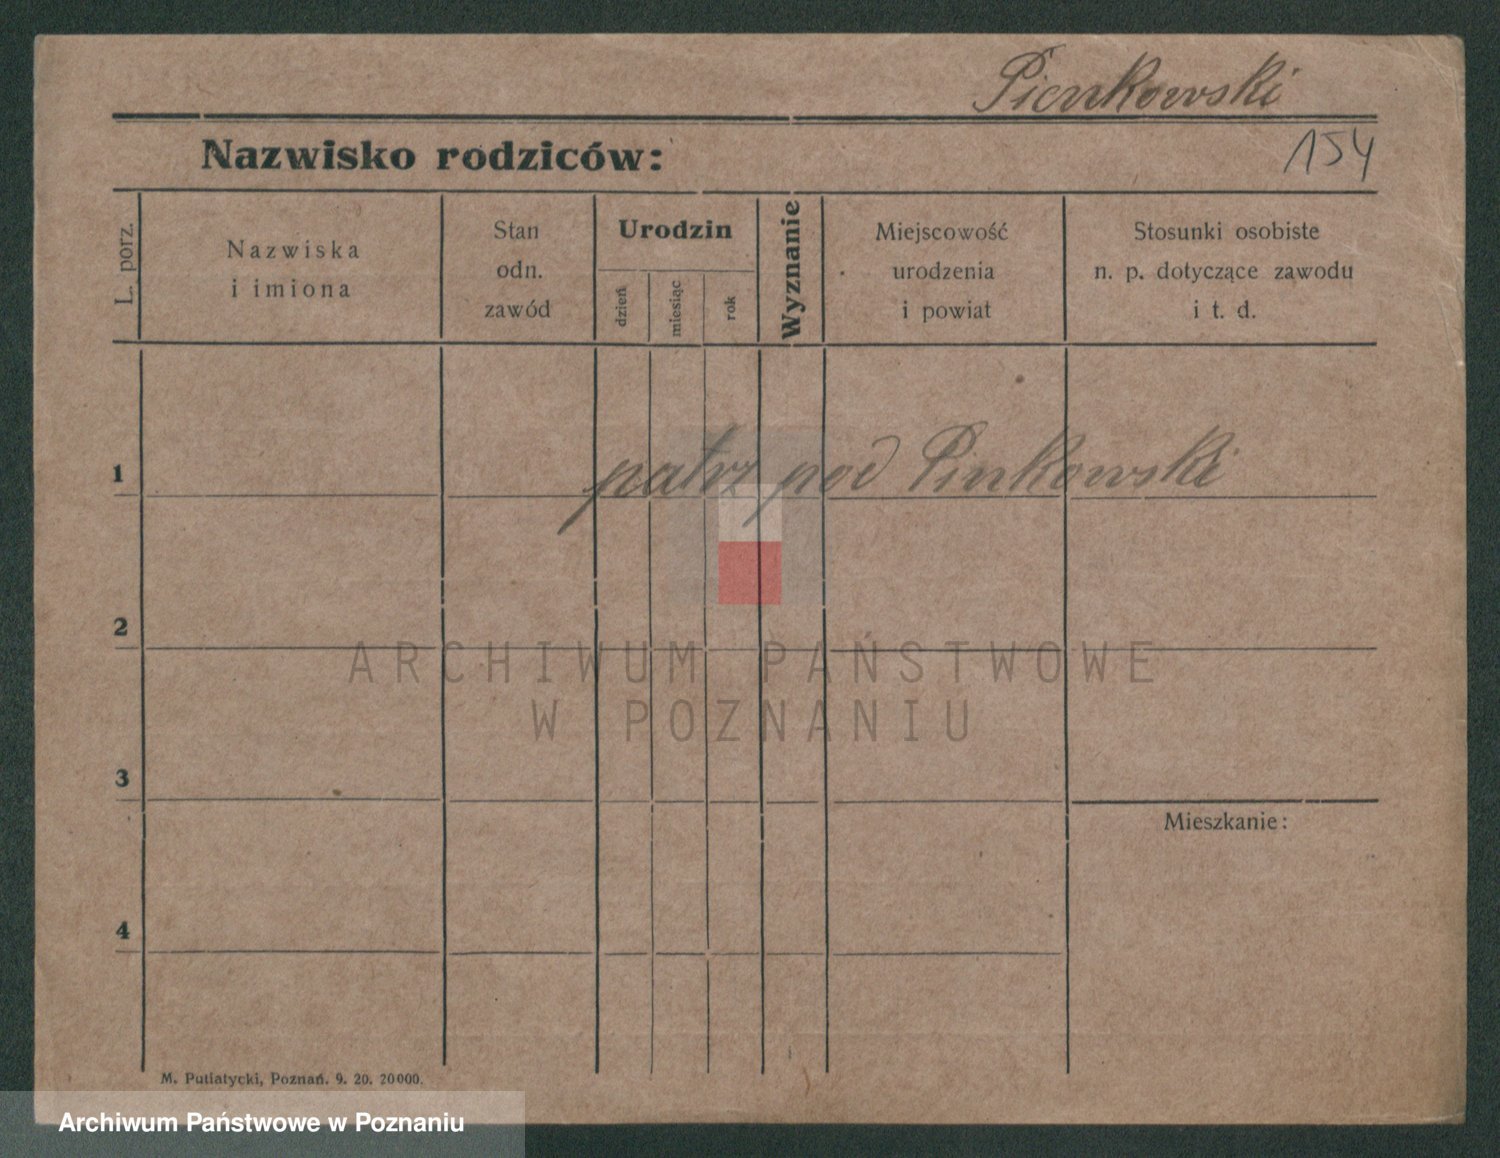 Pienkowski
154
Nazwisko rodziców:
L. porz.
Nazwiska
i imiona
Stan
odn.
zawód
Urodzin
dzień
miesiąc
rok
Wyznanie
Miejscowość
urodzenia
i powiat
Stosunki osobiste
n. p. dotyczące zawodu
i t. d.
1
patrz pod Pinkowski
2
ARCHIWUM PAŃSTWOWE
W POZNANIU
3
Mieszkanie:
4
M. Putiatycki, Poznań. 9. 20. 20000.
Archiwum Państwowe w Poznaniu